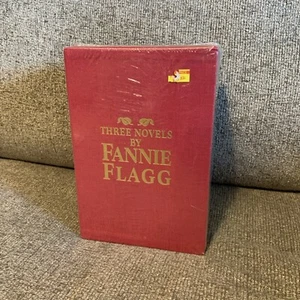 THREE NOVELS
BY
FANNIE
FLAGG